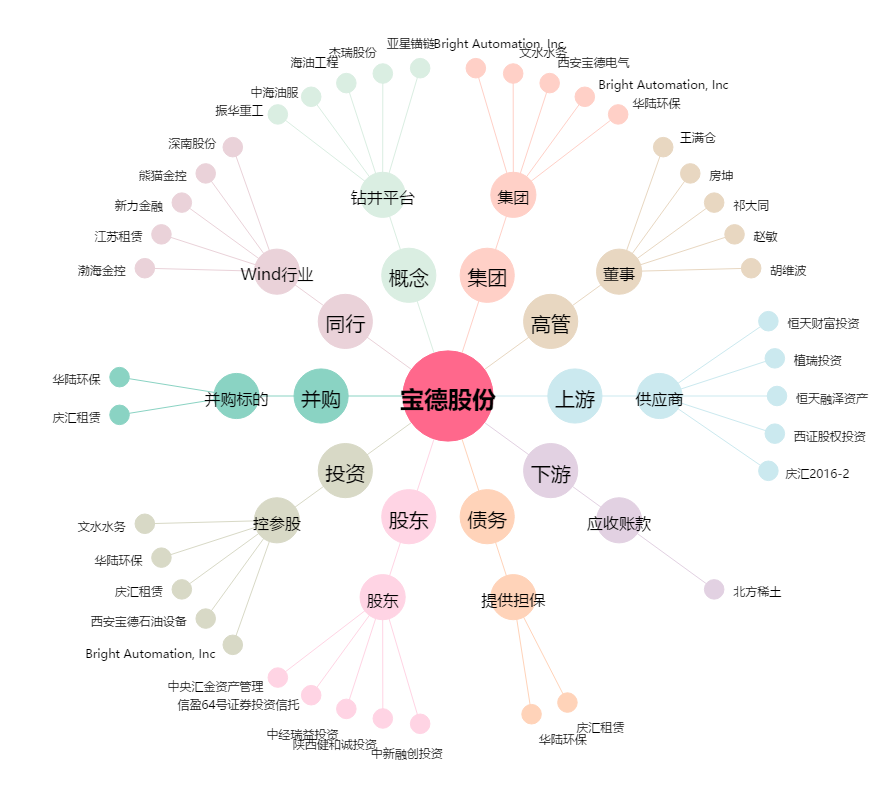 亚星锚链
Bright Automation, Inc
杰瑞股份
文水水务
海油工程
西安宝德电气
中海油服
Bright Automation, Inc
振华重工
华陆环保
深南股份
王满仓
熊猫金控
房坤
钻井平台
集团
新力金融
祁大同
江苏租赁
赵敏
渤海金控
Wind行业
概念
集团
董事
胡维波
同行
高管
恒天财富投资
植瑞投资
华陆环保
并购标的
并购
宝德股份
上游
供应商
恒天融泽资产
庆汇租赁
西证股权投资
投资
下游
庆汇2016-2
文水水务
控参股
股东
债务
应收账款
华陆环保
庆汇租赁
北方稀土
股东
提供担保
西安宝德石油设备
Bright Automation, Inc
中央汇金资产管理
信盈64号证券投资信托
中经瑞益投资
陕西健和诚投资
中新融创投资
庆汇租赁
华陆环保